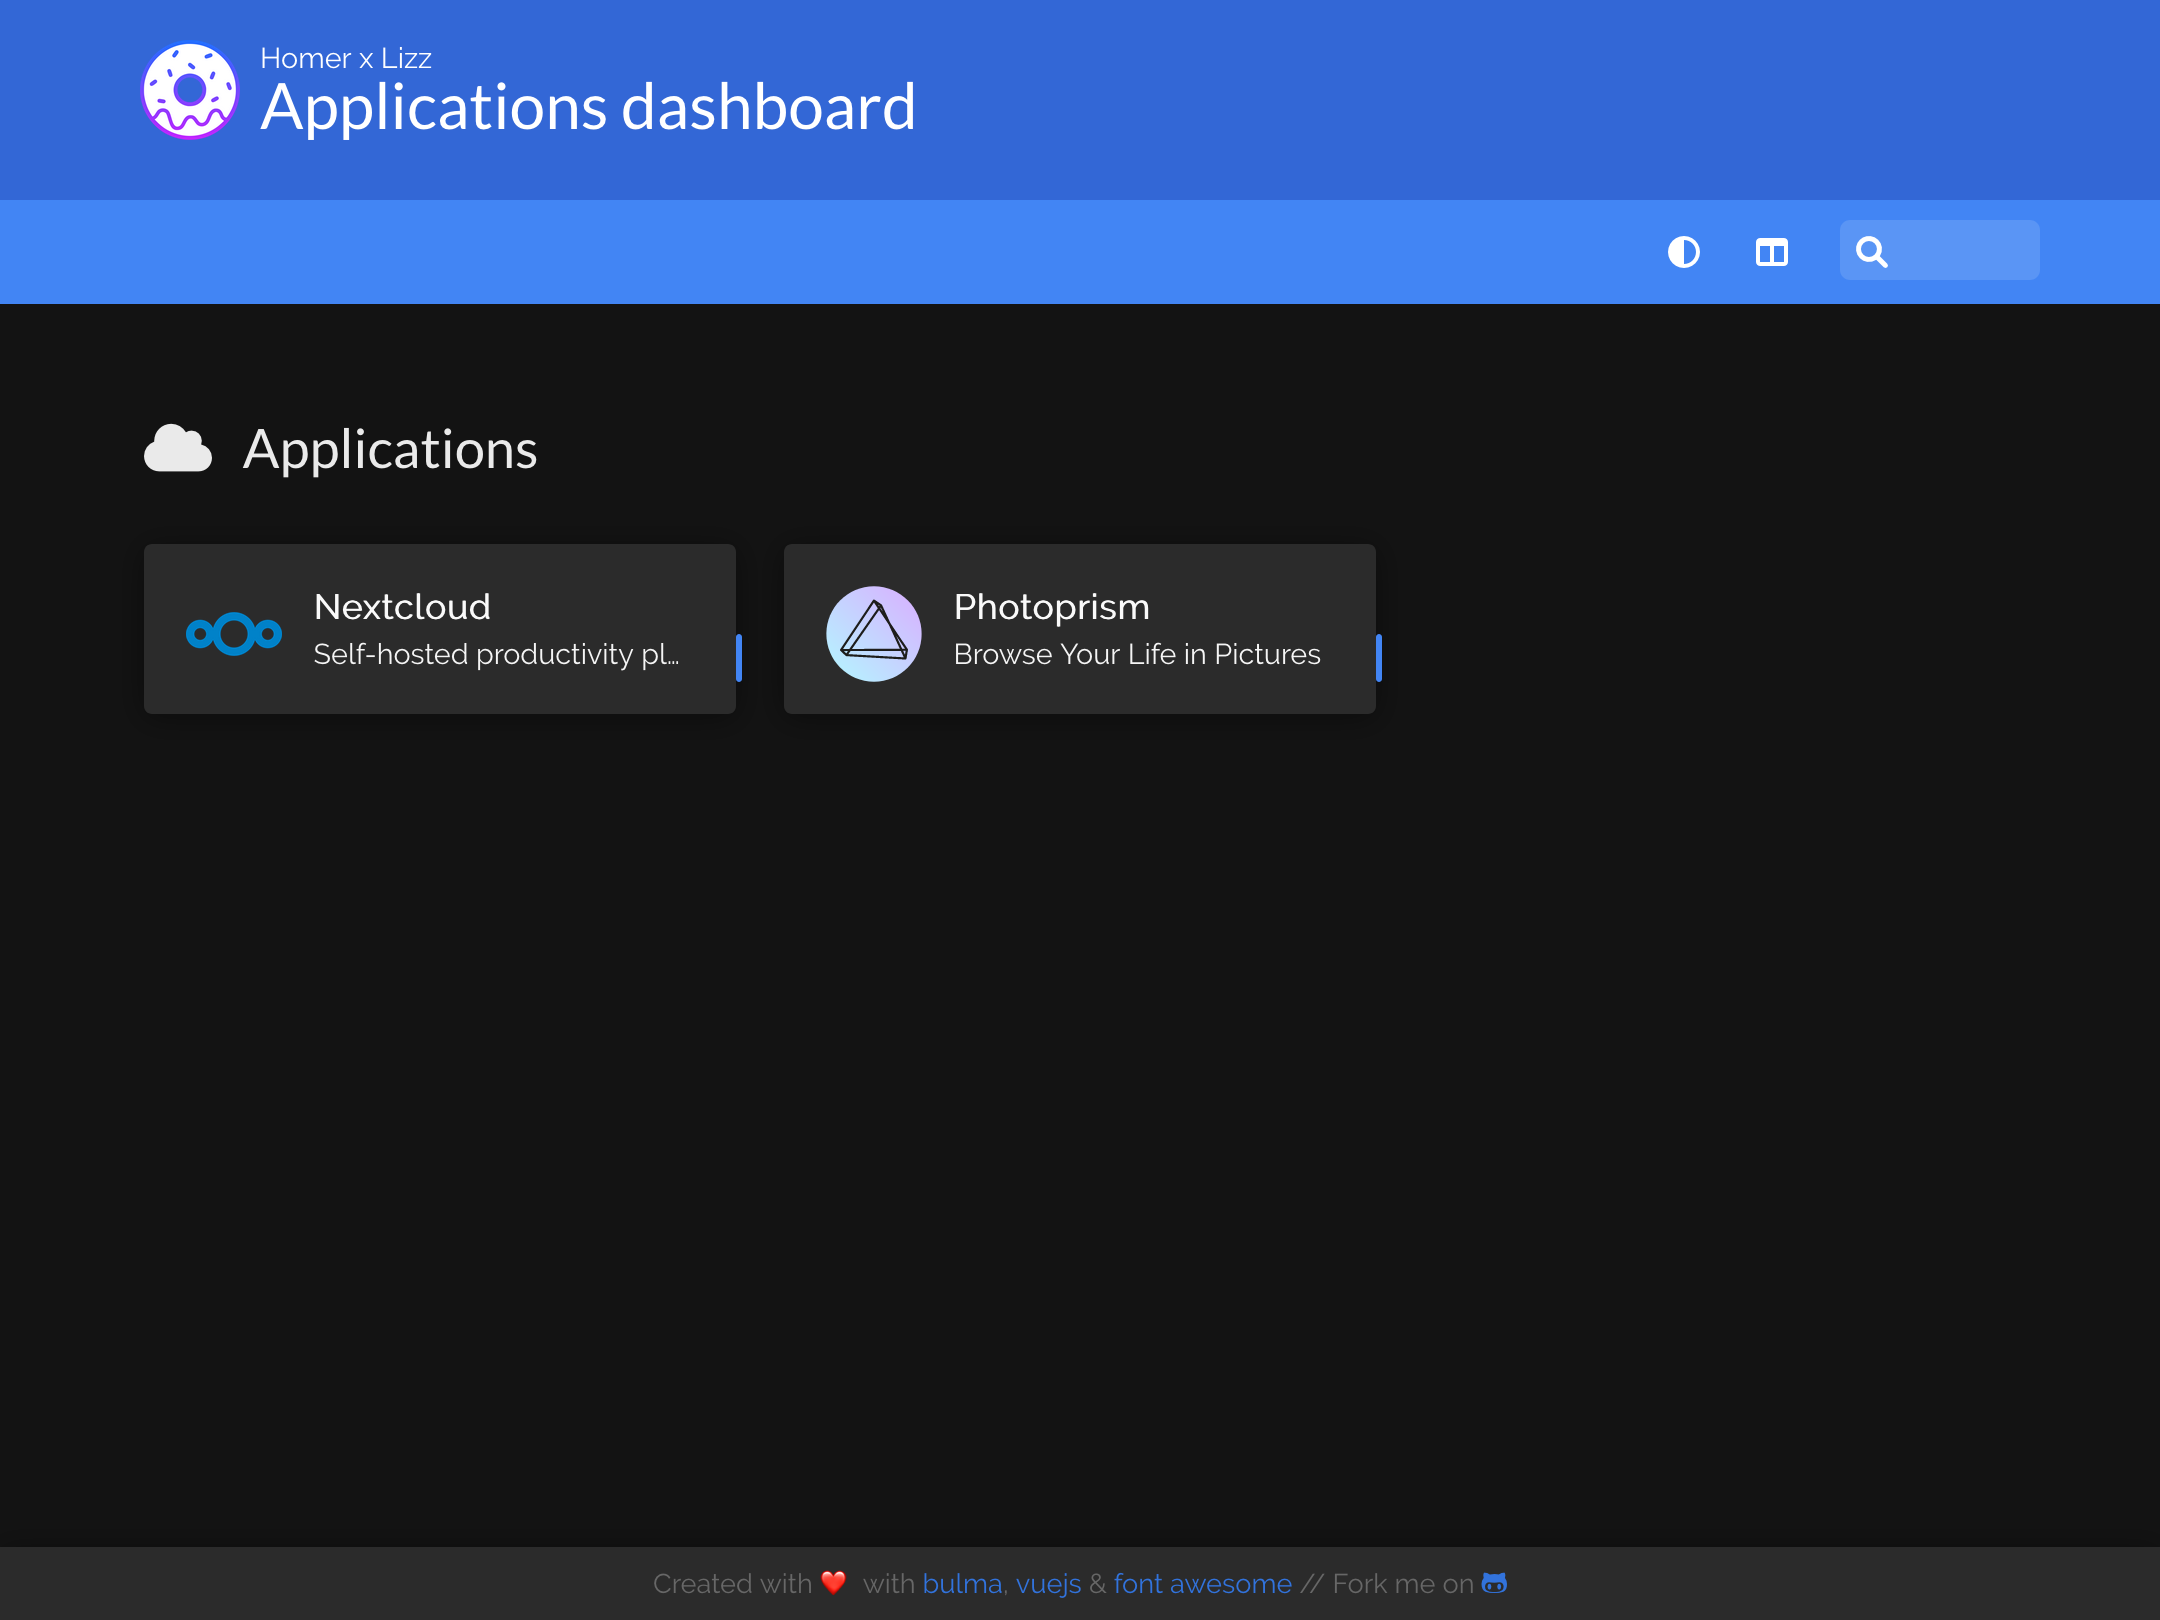 Homer x Lizz
Applications dashboard
Applications
Nextcloud
Self-hosted productivity pl...
Photoprism
Browse Your Life in Pictures
Created with ❤️ with bulma, vuejs & font awesome // Fork me on